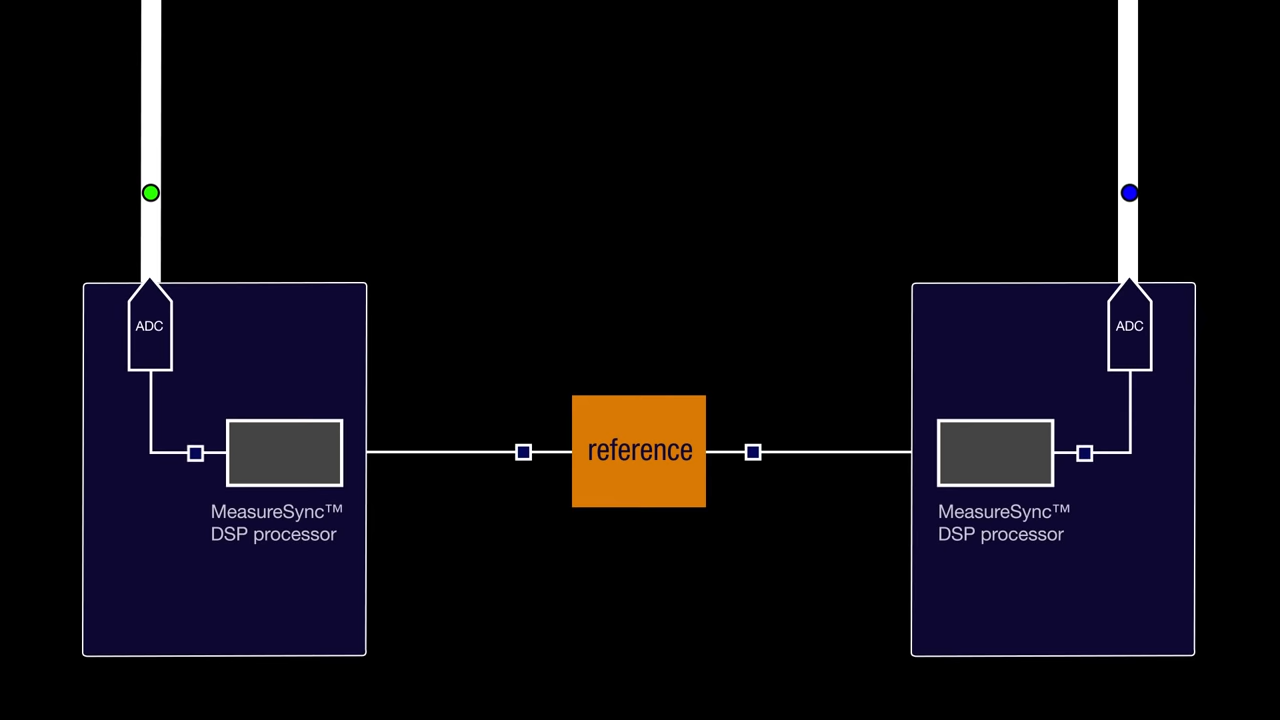 ADC
ADC
reference
MeasureSync™
DSP processor
MeasureSync™
DSP processor